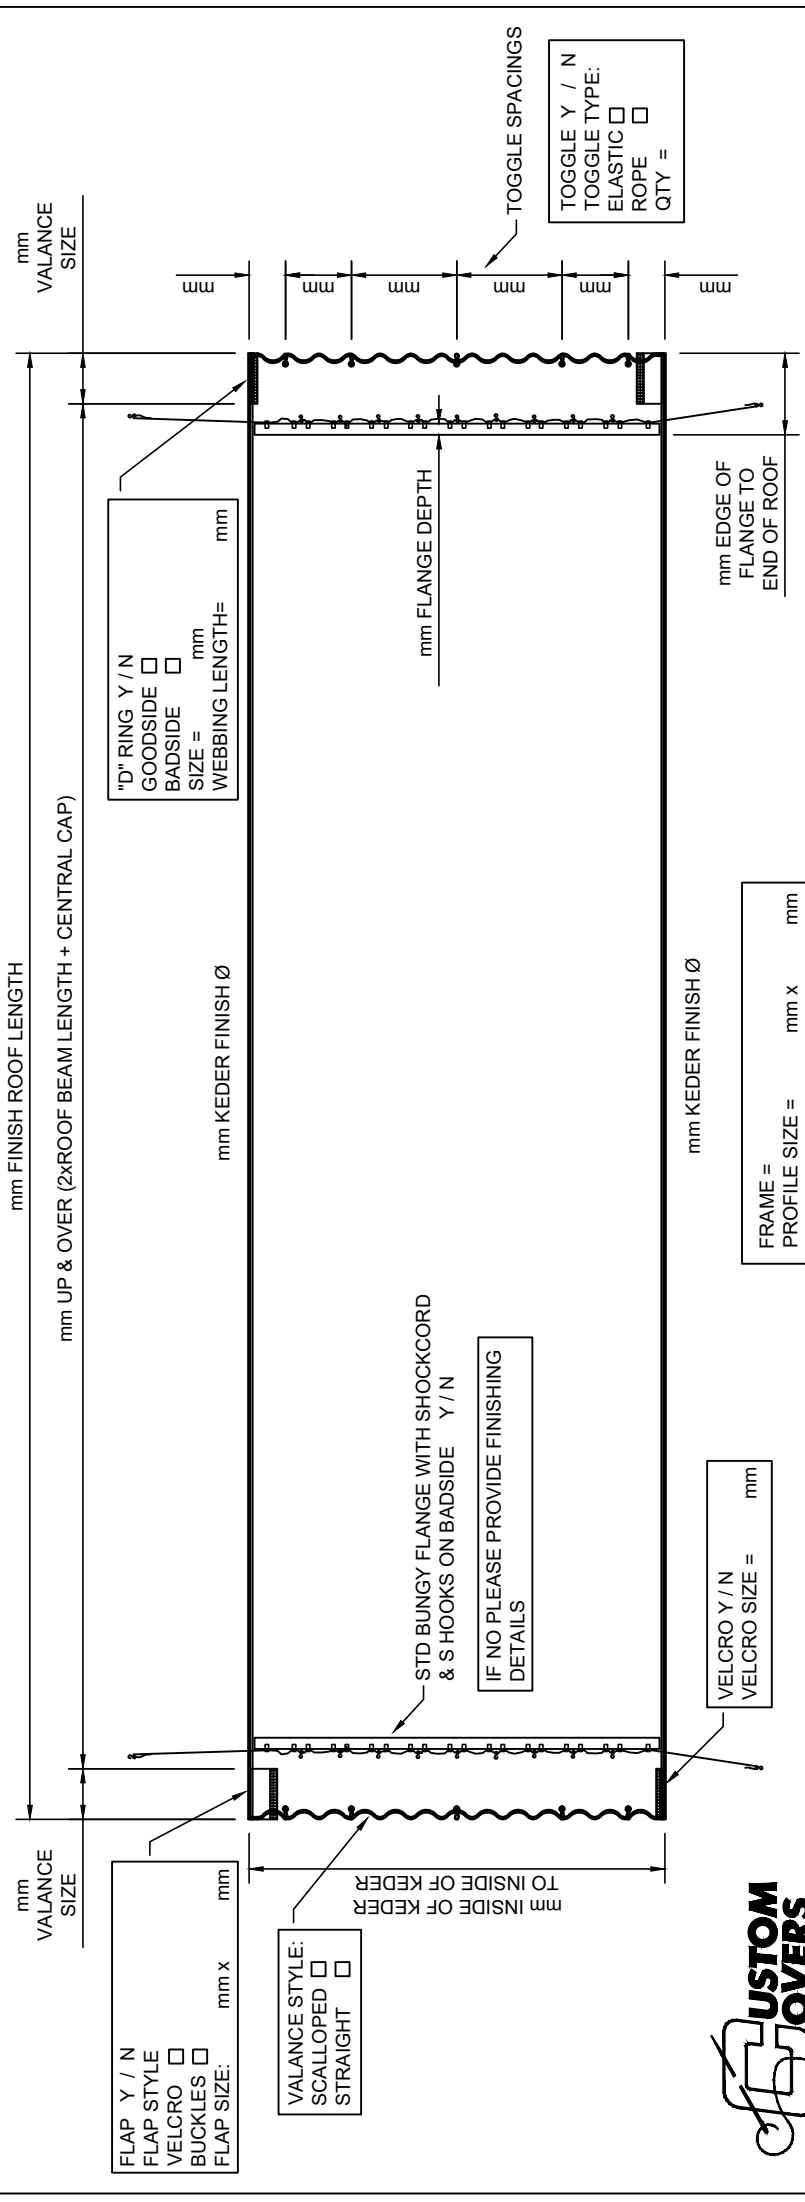 mm FINISH ROOF LENGTH
mm UP & OVER (2xROOF BEAM LENGTH + CENTRAL CAP)
mm
VALANCE
SIZE
mm
VALANCE
SIZE
FLAP Y / N
FLAP STYLE
VELCRO
BUCKLES
FLAP SIZE: mm x mm
"D" RING Y / N
GOODSIDE
BADSIDE
SIZE = mm
WEBBING LENGTH= mm
mm KEDER FINISH Ø
VALANCE STYLE:
SCALLOPED
STRAIGHT
mm INSIDE OF KEDER
TO INSIDE OF KEDER
STD BUNGY FLANGE WITH SHOCKCORD
& S HOOKS ON BADSIDE Y / N
IF NO PLEASE PROVIDE FINISHING
DETAILS
mm FLANGE DEPTH
mm
mm
mm
mm
mm
mm
TOGGLE SPACINGS
TOGGLE Y / N
TOGGLE TYPE:
ELASTIC
ROPE
QTY =
mm KEDER FINISH Ø
VELCRO Y / N
VELCRO SIZE = mm
mm EDGE OF
FLANGE TO
END OF ROOF
FRAME =
PROFILE SIZE = mm x mm
CUSTOM
COVERS